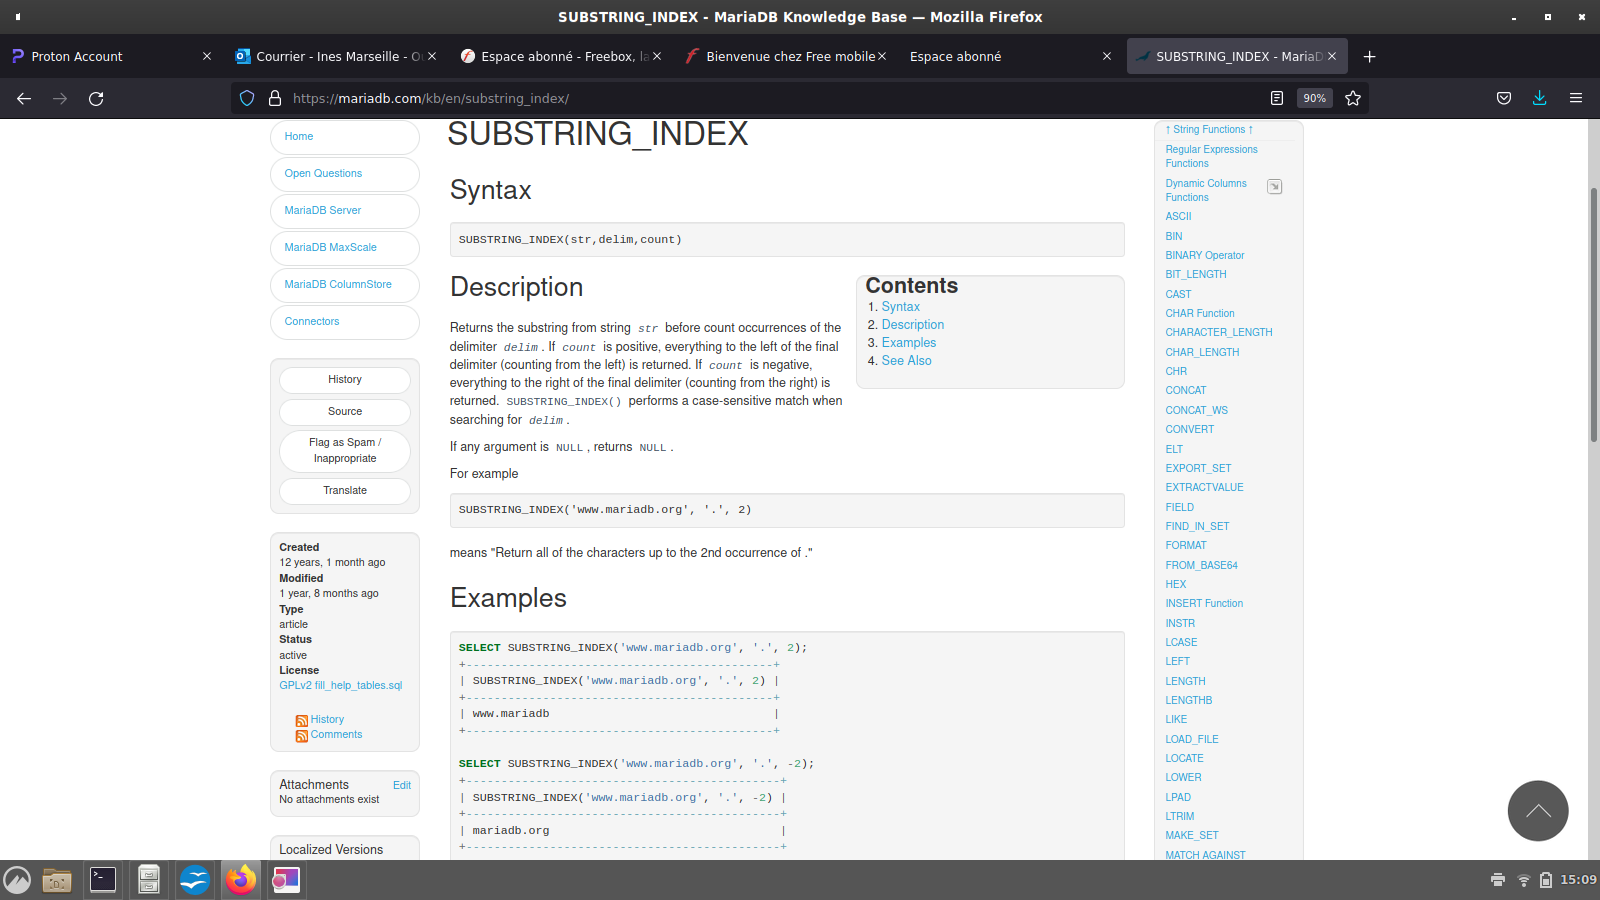 SUBSTRING_INDEX - MariaDB Knowledge Base — Mozilla Firefox
Proton Account
Courrier - Ines Marseille - O
Espace abonné - Freebox, la
Bienvenue chez Free mobile
Espace abonné
SUBSTRING_INDEX - MariaD
https://mariadb.com/kb/en/substring_index/
90%
Home
Open Questions
MariaDB Server
MariaDB MaxScale
MariaDB ColumnStore
Connectors
History
Source
Flag as Spam /
Inappropriate
Translate
Created
12 years, 1 month ago
Modified
1 year, 8 months ago
Type
article
Status
active
License
GPLv2 fill_help_tables.sql
History
Comments
Attachments
Edit
No attachments exist
Localized Versions
SUBSTRING_INDEX
Syntax
SUBSTRING_INDEX(str,delim,count)
Description
Returns the substring from string str before count occurrences of the
delimiter delim. If count is positive, everything to the left of the final
delimiter (counting from the left) is returned. If count is negative,
everything to the right of the final delimiter (counting from the right) is
returned. SUBSTRING_INDEX() performs a case-sensitive match when
searching for delim.
If any argument is NULL, returns NULL.
For example
SUBSTRING_INDEX('www.mariadb.org', '.', 2)
means "Return all of the characters up to the 2nd occurrence of ."
Examples
SELECT SUBSTRING_INDEX('www.mariadb.org', '.', 2);
+--------------------------------------------+
| SUBSTRING_INDEX('www.mariadb.org', '.', 2) |
+--------------------------------------------+
| www.mariadb                                |
+--------------------------------------------+
SELECT SUBSTRING_INDEX('www.mariadb.org', '.', -2);
+---------------------------------------------+
| SUBSTRING_INDEX('www.mariadb.org', '.', -2) |
+---------------------------------------------+
| mariadb.org                                 |
+---------------------------------------------+
Contents
1. Syntax
2. Description
3. Examples
4. See Also
↑ String Functions ↑
Regular Expressions
Functions
Dynamic Columns
Functions
ASCII
BIN
BINARY Operator
BIT_LENGTH
CAST
CHAR Function
CHARACTER_LENGTH
CHAR_LENGTH
CHR
CONCAT
CONCAT_WS
CONVERT
ELT
EXPORT_SET
EXTRACTVALUE
FIELD
FIND_IN_SET
FORMAT
FROM_BASE64
HEX
INSERT Function
INSTR
LCASE
LEFT
LENGTH
LENGTHB
LIKE
LOAD_FILE
LOCATE
LOWER
LPAD
LTRIM
MAKE_SET
MATCH AGAINST
15:09